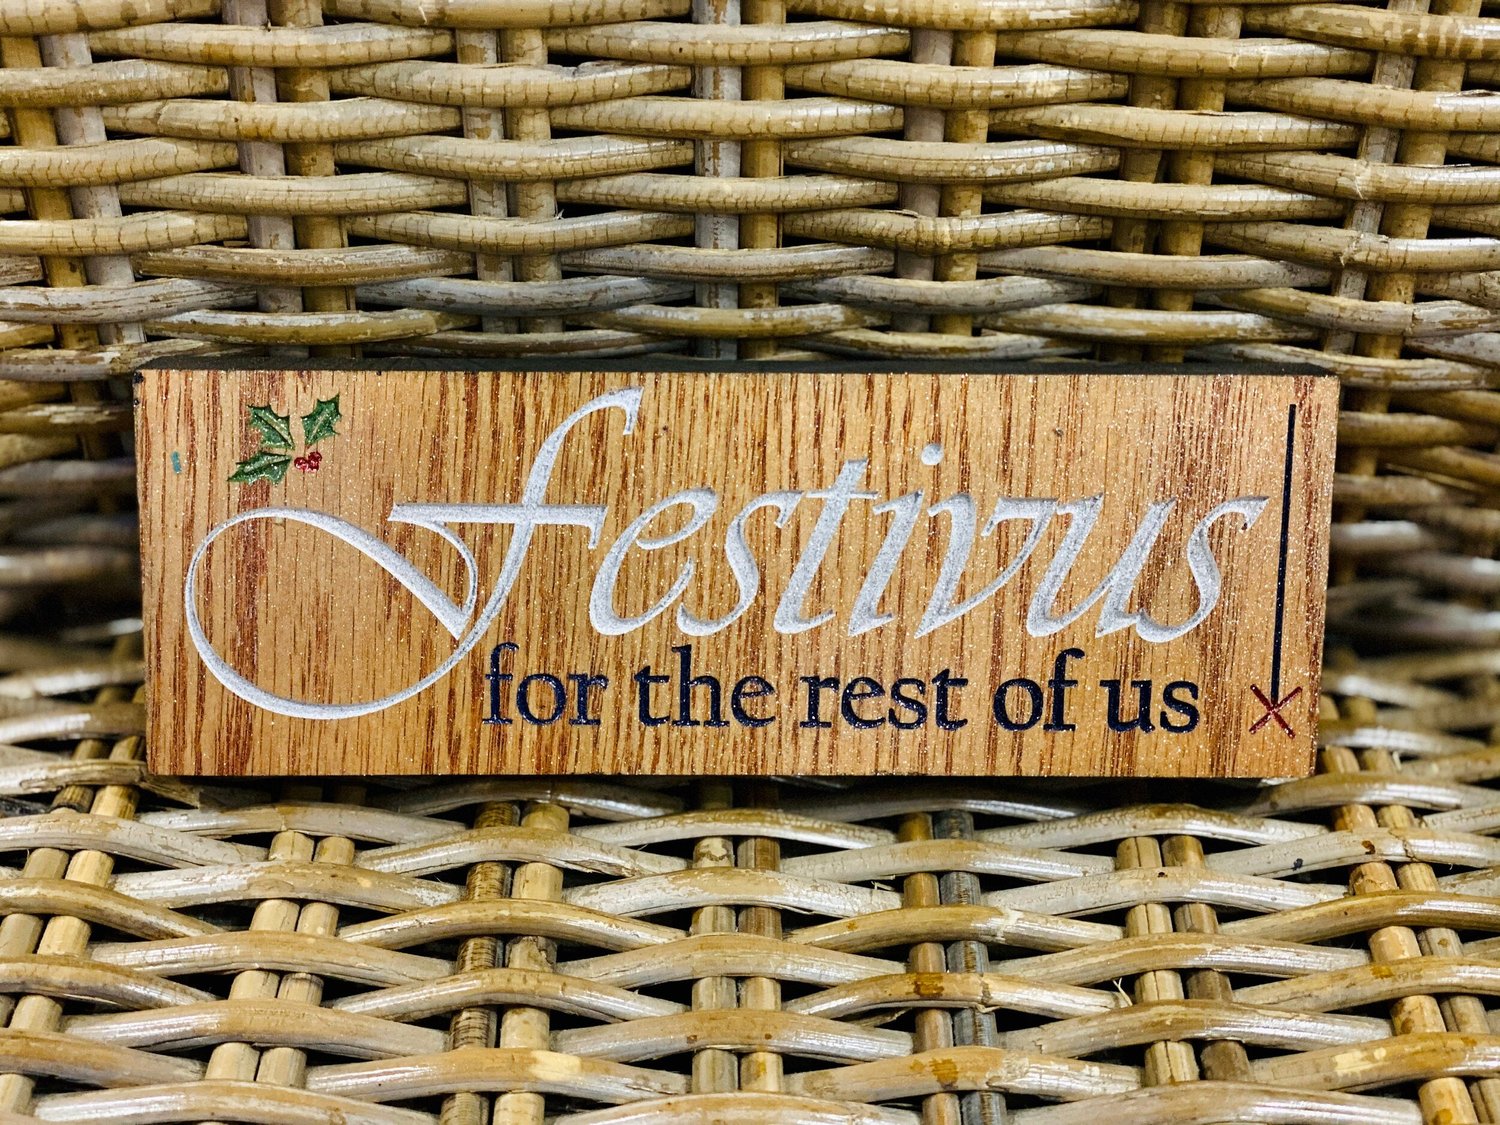 festivus
for the rest of us